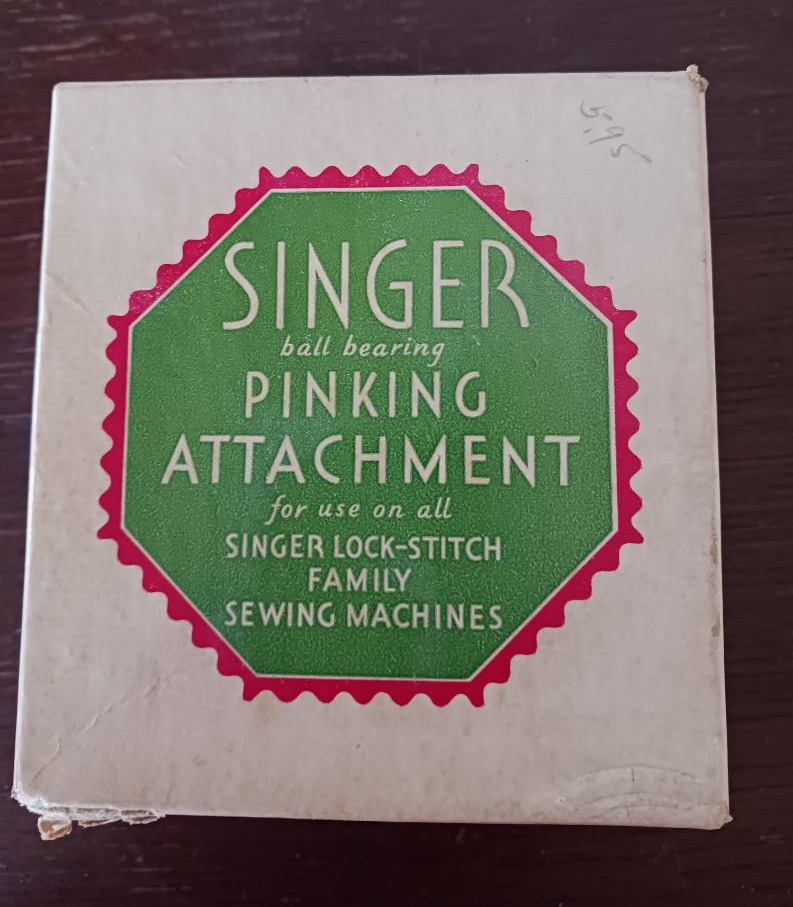 5.95
SINGER
ball bearing
PINKING
ATTACHMENT
for use on all
SINGER LOCK-STITCH
FAMILY
SEWING MACHINES